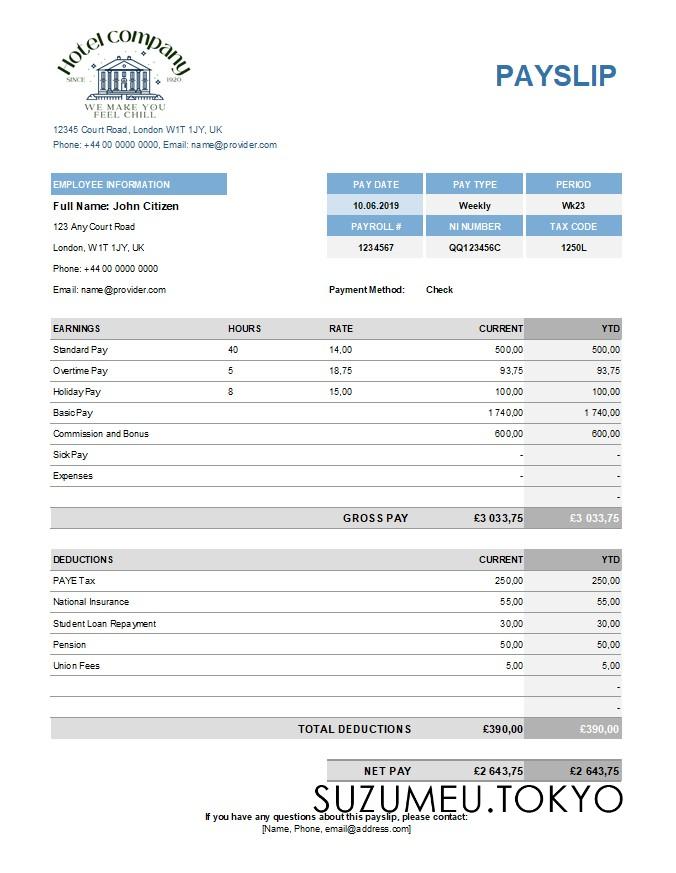 Hotel Company
SINCE 1920
WE MAKE YOU
FEEL CHILL
PAYSLIP
12345 Court Road, London W1T 1JY, UK
Phone: +44 00 0000 0000, Email: name@provider.com
EMPLOYEE INFORMATION PAY DATE PAY TYPE PERIOD
Full Name: John Citizen 10.06.2019 Weekly Wk23
123 Any Court Road PAYROLL # NI NUMBER TAX CODE
London, W1T 1JY, UK 1234567 QQ123456C 1250L
Phone: +44 00 0000 0000
Email: name@provider.com Payment Method: Check
EARNINGS HOURS RATE CURRENT YTD
Standard Pay 40 14,00 500,00 500,00
Overtime Pay 5 18,75 93,75 93,75
Holiday Pay 8 15,00 100,00 100,00
Basic Pay 1 740,00 1 740,00
Commission and Bonus 600,00 600,00
Sick Pay - -
Expenses - -
-
GROSS PAY £3 033,75 £3 033,75
DEDUCTIONS CURRENT YTD
PAYE Tax 250,00 250,00
National Insurance 55,00 55,00
Student Loan Repayment 30,00 30,00
Pension 50,00 50,00
Union Fees 5,00 5,00
-
-
TOTAL DEDUCTIONS £390,00 £390,00
NET PAY £2 643,75 £2 643,75
SUZUMEU.TOKYO
If you have any questions about this payslip, please contact:
[Name, Phone, email@address.com]